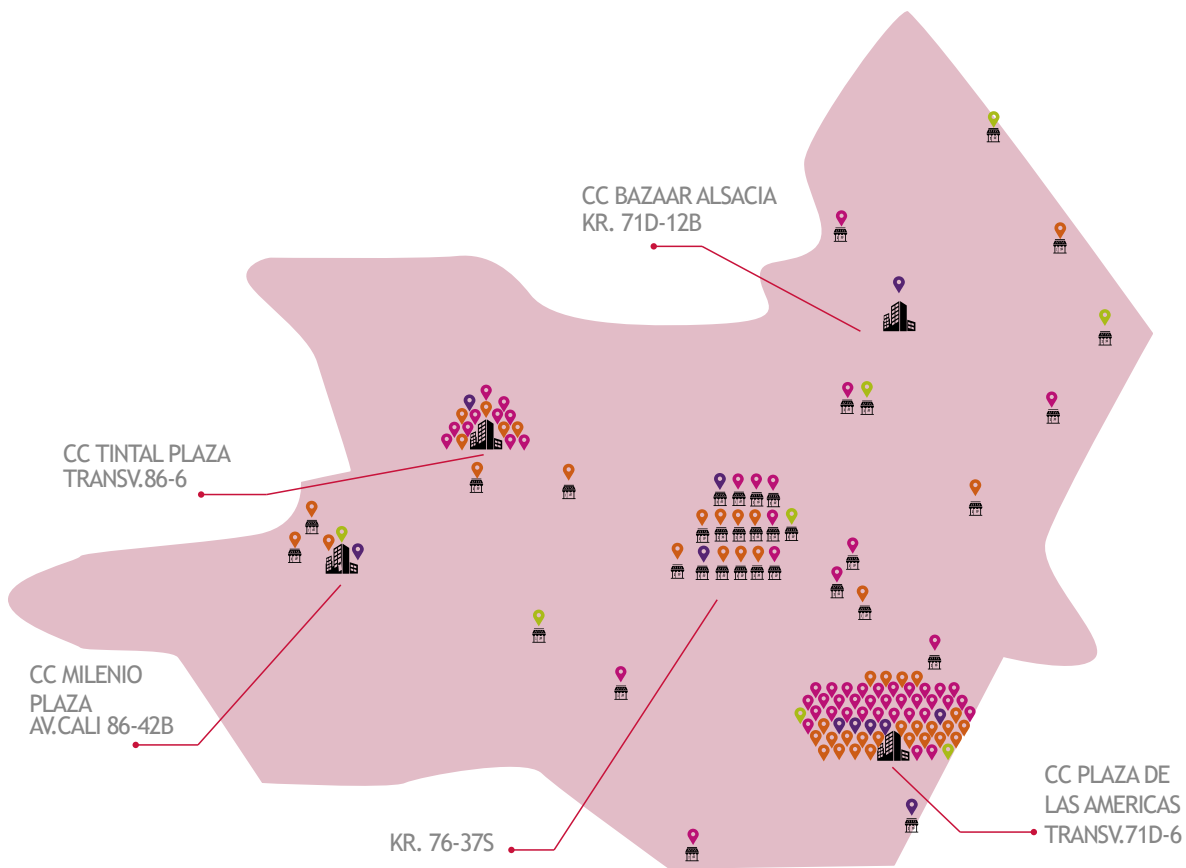 CC BAZAAR ALSACIA
KR. 71D-12B
CC TINTAL PLAZA
TRANSV.86-6
CC MILENIO
PLAZA
AV.CALI 86-42B
KR. 76-37S
CC PLAZA DE
LAS AMERICAS
TRANSV.71D-6